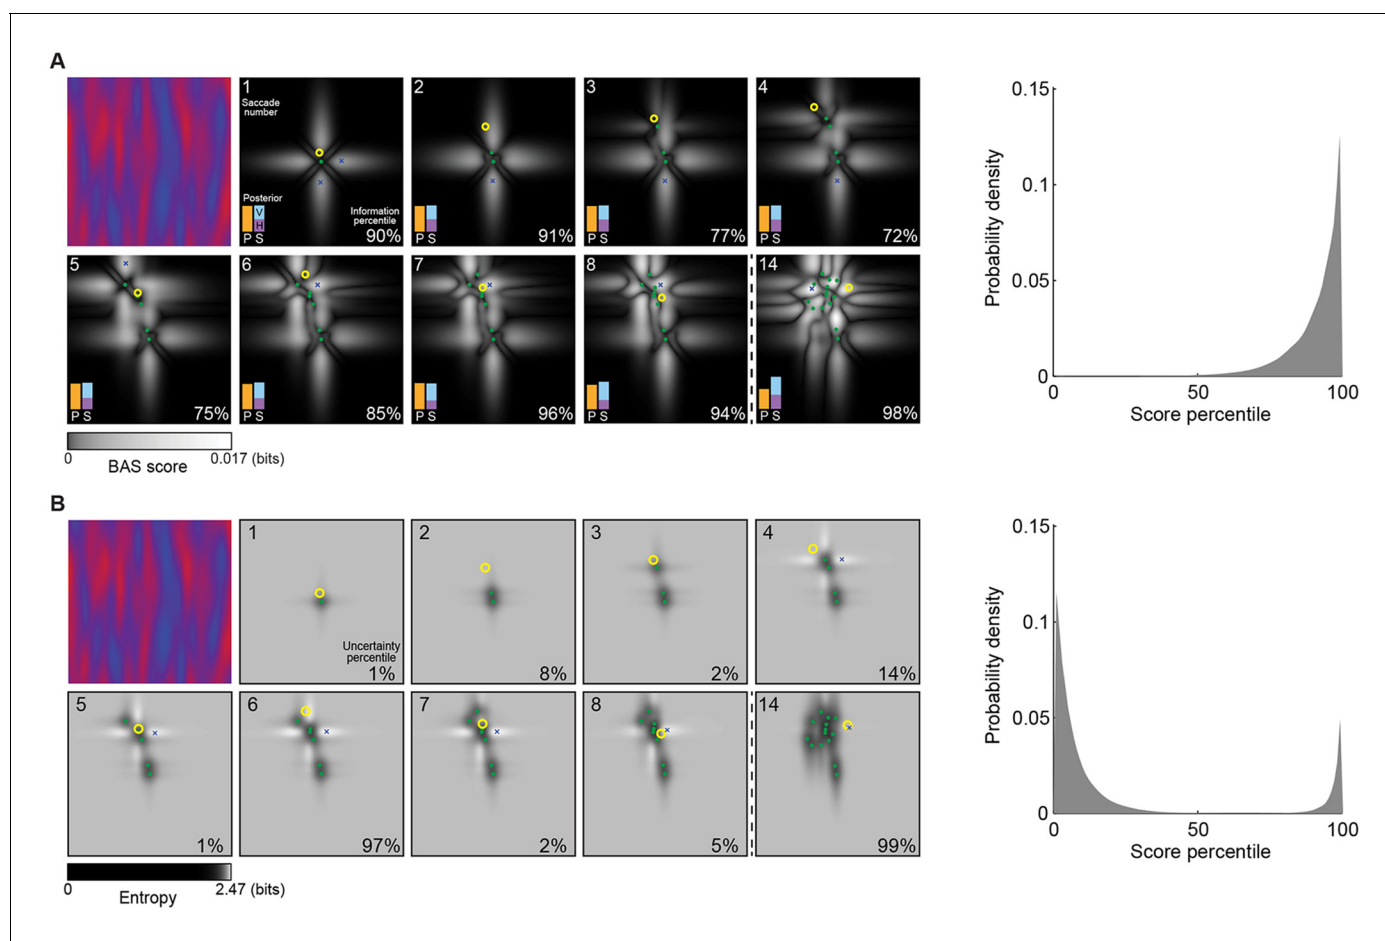 A
1
Saccade
number
Posterior
V
H
P S
Information
percentile
90%
2
P S
91%
3
P S
77%
4
P S
72%
5
P S
75%
6
P S
85%
7
P S
96%
8
P S
94%
14
P S
98%
0
0.017 (bits)
BAS score
0.15
0.1
0.05
0
Probability density
0
50
100
Score percentile
B
1
Uncertainty
percentile
1%
2
8%
3
2%
4
14%
5
1%
6
97%
7
2%
8
5%
14
99%
0
2.47 (bits)
Entropy
0.15
0.1
0.05
0
Probability density
0
50
100
Score percentile